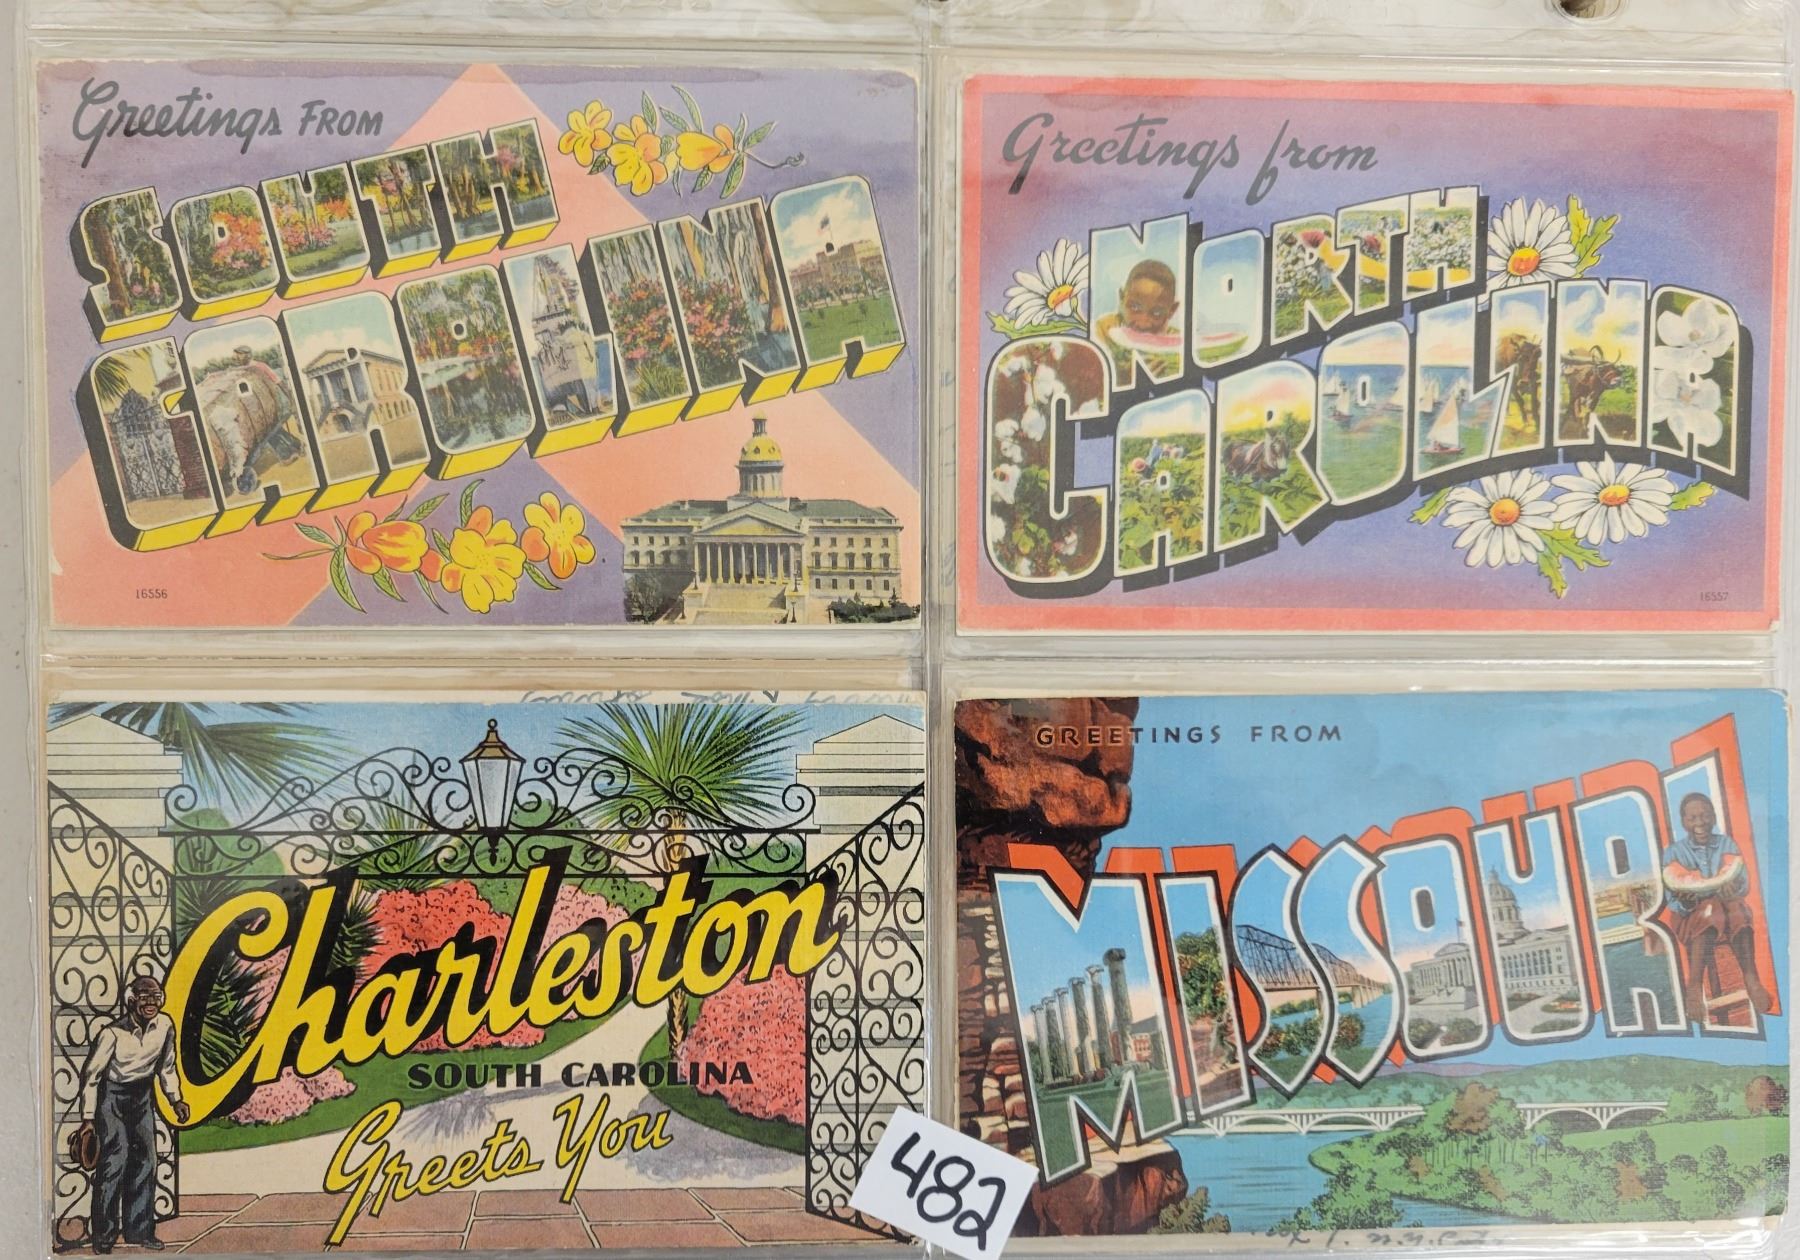 Greetings FROM
SOUTH
CAROLINA
16556
Greetings from
NORTH
CAROLINA
16557
Charleston
SOUTH CAROLINA
Greets You
482
GREETINGS FROM
MISSOURI